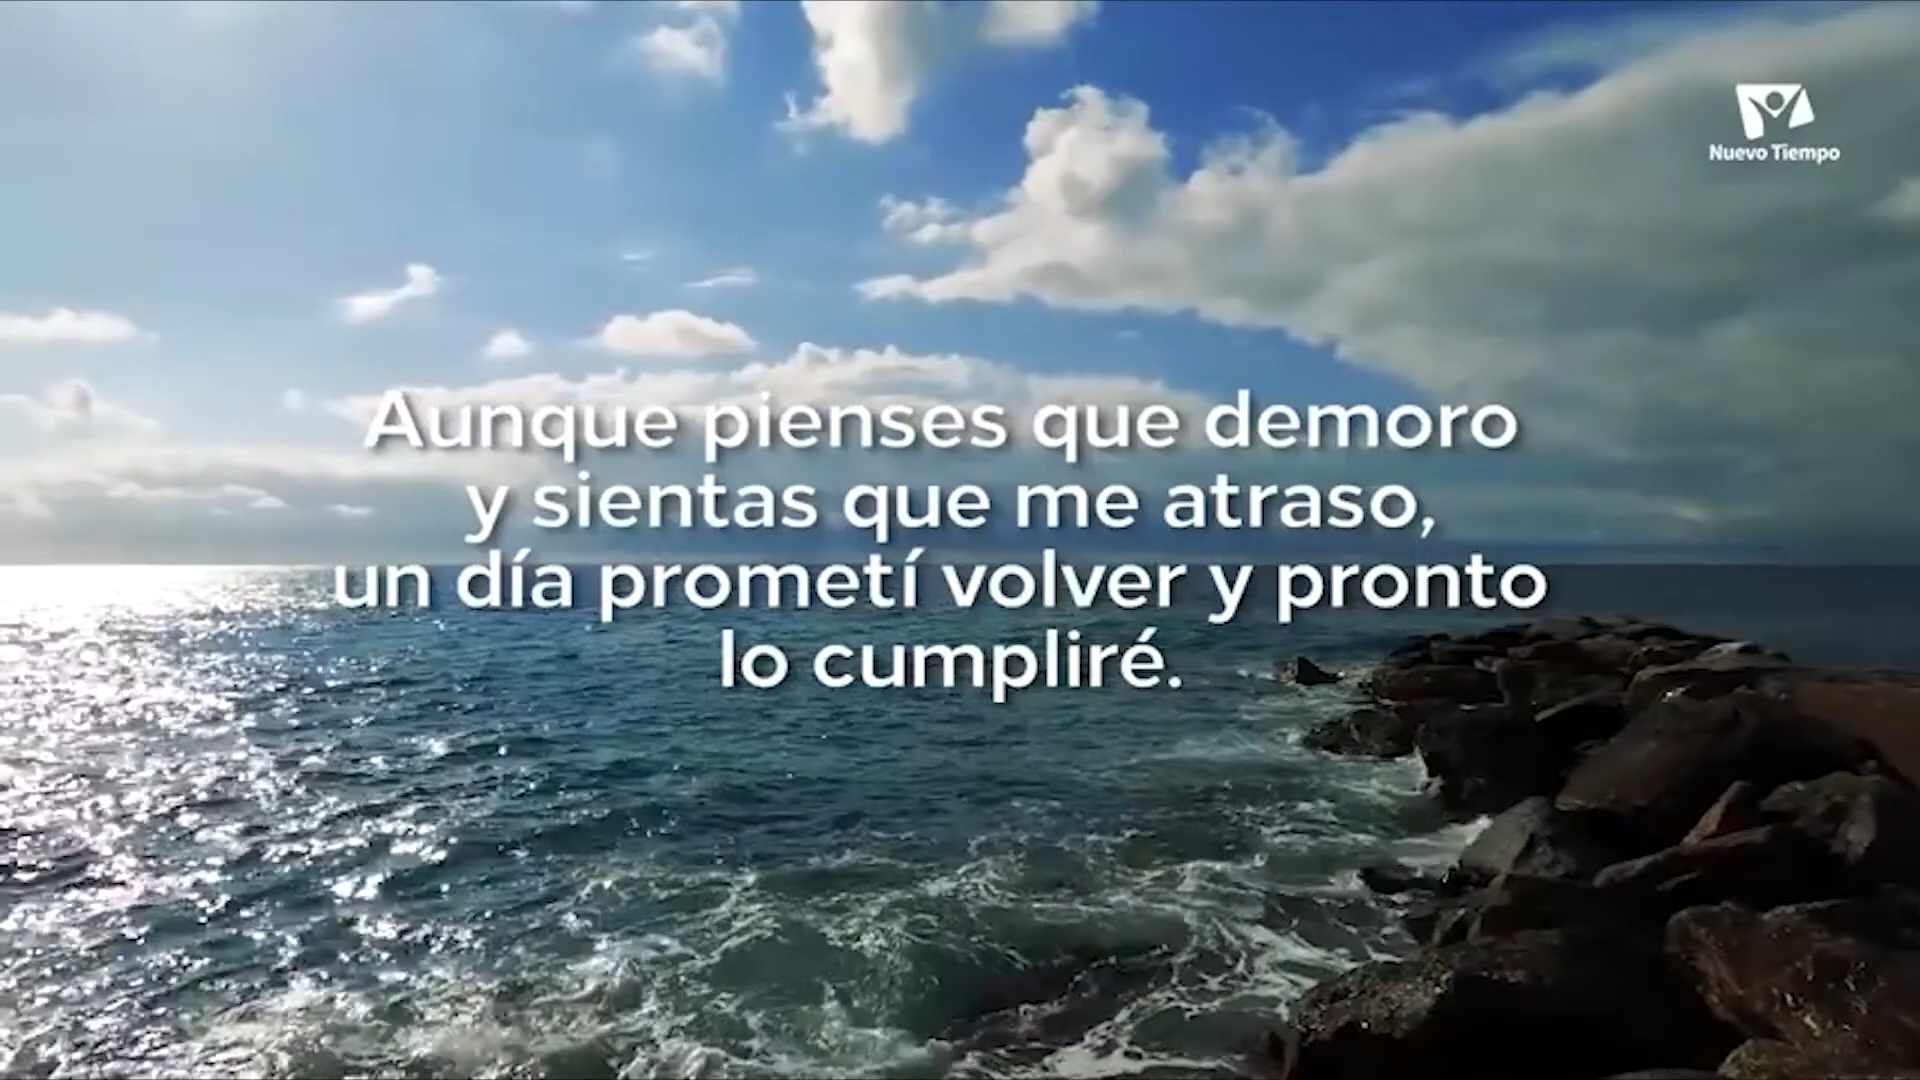 Nuevo Tiempo
Aunque pienses que demoro
y sientas que me atraso,
un día prometí volver y pronto
lo cumpliré.